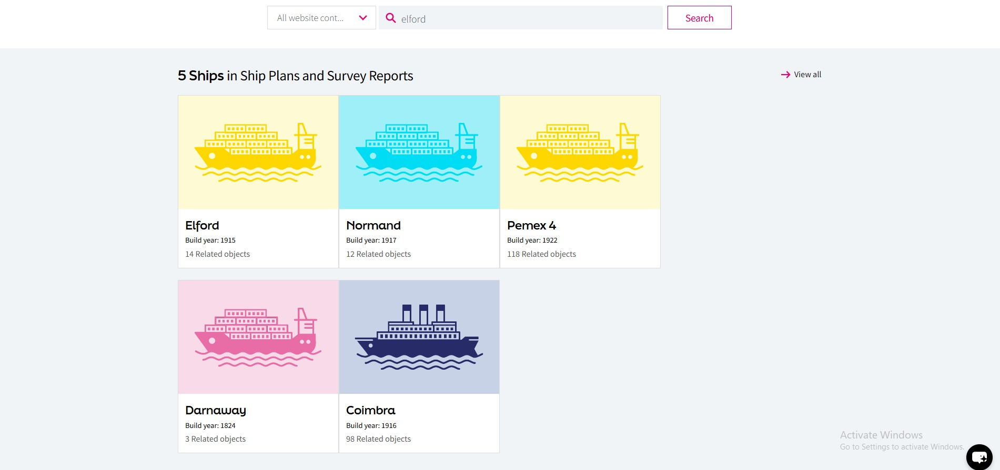 All website cont...
elford
Search
5 Ships in Ship Plans and Survey Reports
View all
Elford
Build year: 1915
14 Related objects
Normand
Build year: 1917
12 Related objects
Pemex 4
Build year: 1922
118 Related objects
Darnaway
Build year: 1824
3 Related objects
Coimbra
Build year: 1916
98 Related objects
Activate Windows
Go to Settings to activate Windows.